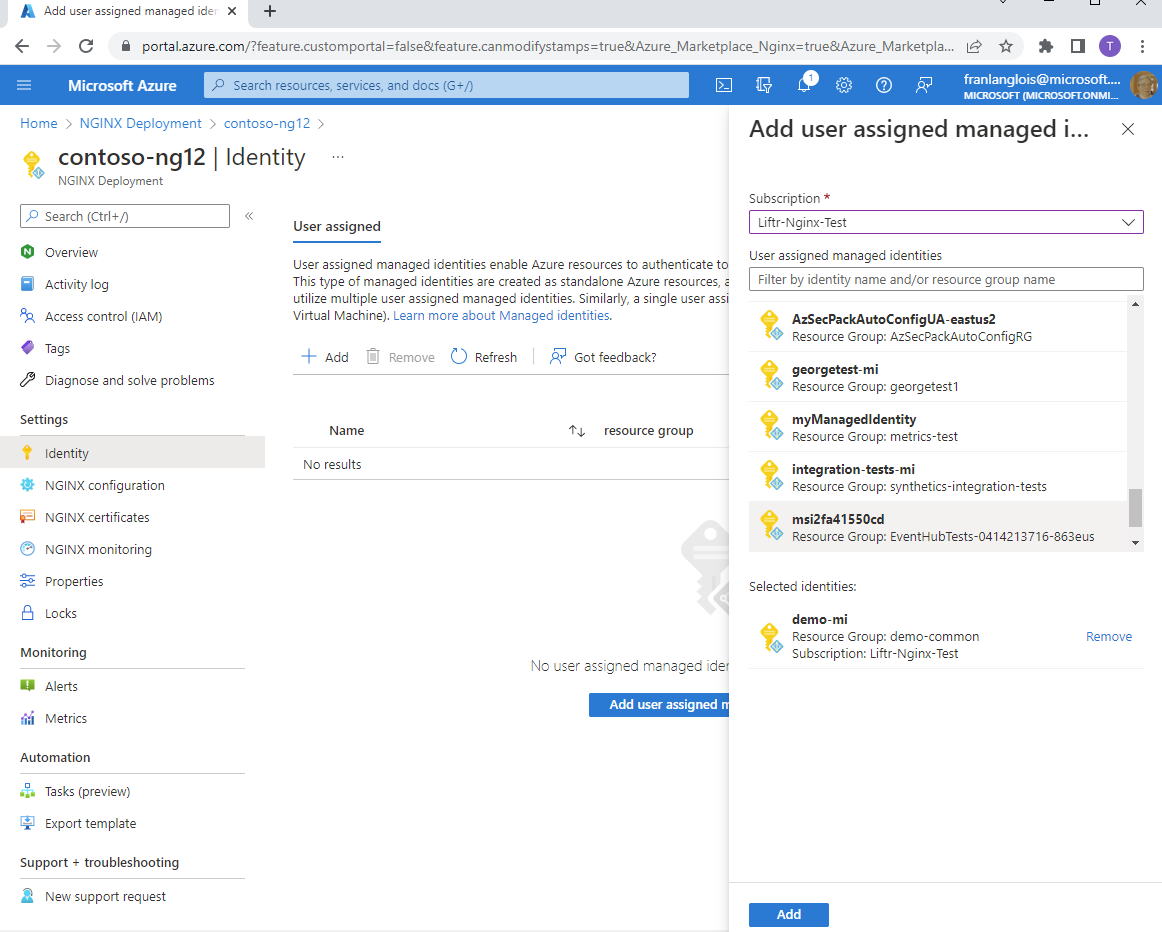 Add user assigned managed iden
portal.azure.com/?feature.customportal=false&feature.canmodifystamps=true&Azure_Marketplace_Nginx=true&Azure_Marketpla...
T
Microsoft Azure
Search resources, services, and docs (G+/)
1
franlanglois@microsoft....
MICROSOFT (MICROSOFT.ONMI...
Home > NGINX Deployment > contoso-ng12 >
contoso-ng12 | Identity ...
NGINX Deployment
Search (Ctrl+/)
«
Overview
Activity log
Access control (IAM)
Tags
Diagnose and solve problems
Settings
Identity
NGINX configuration
NGINX certificates
NGINX monitoring
Properties
Locks
Monitoring
Alerts
Metrics
Automation
Tasks (preview)
Export template
Support + troubleshooting
New support request
User assigned
User assigned managed identities enable Azure resources to authenticate to
This type of managed identities are created as standalone Azure resources, a
utilize multiple user assigned managed identities. Similarly, a single user assi
Virtual Machine). Learn more about Managed identities.
Add
Remove
Refresh
Got feedback?
Name
resource group
No results
No user assigned managed iden
Add user assigned m
Add user assigned managed i...
Subscription *
Liftr-Nginx-Test
User assigned managed identities
Filter by identity name and/or resource group name
AzSecPackAutoConfigUA-eastus2
Resource Group: AzSecPackAutoConfigRG
georgetest-mi
Resource Group: georgetest1
myManagedIdentity
Resource Group: metrics-test
integration-tests-mi
Resource Group: synthetics-integration-tests
msi2fa41550cd
Resource Group: EventHubTests-0414213716-863eus
Selected identities:
demo-mi
Resource Group: demo-common
Remove
Subscription: Liftr-Nginx-Test
Add